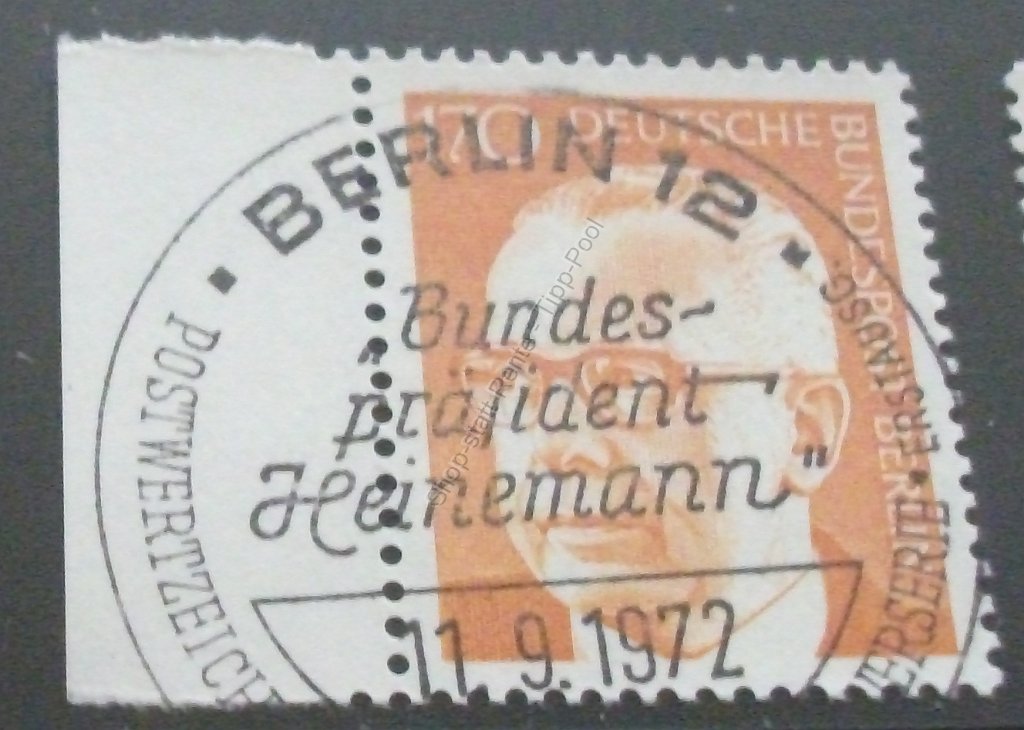 170 DEUTSCHE
BUNDESPOST BERLIN
• BERLIN 12 •
POSTWERTZEICH
ERSTAUSG.
„Bundes-
präsident
Heinemann"
11.9.1972
Shop-statt-Rente - Tipp-Pool